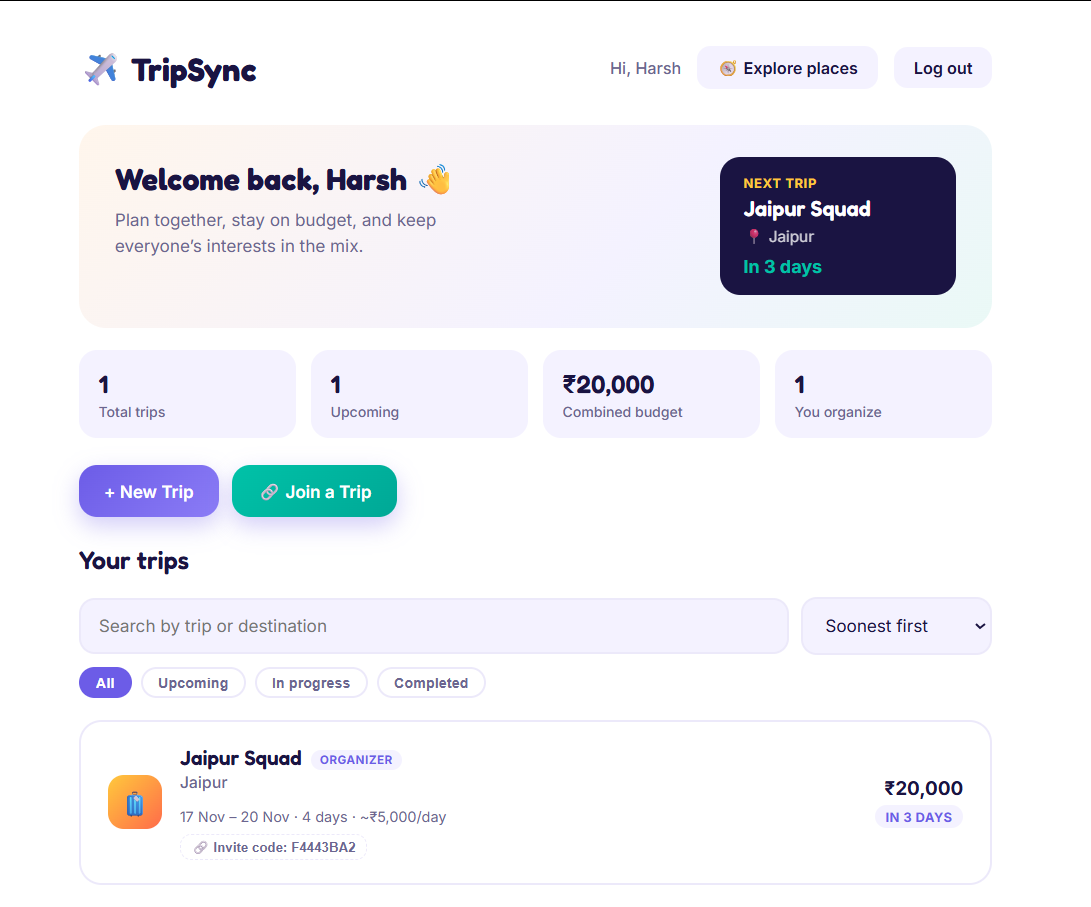 TripSync
Hi, Harsh
Explore places
Log out
Welcome back, Harsh
Plan together, stay on budget, and keep
everyone’s interests in the mix.
NEXT TRIP
Jaipur Squad
Jaipur
In 3 days
1
Total trips
1
Upcoming
₹20,000
Combined budget
1
You organize
+ New Trip
Join a Trip
Your trips
Search by trip or destination
Soonest first
All
Upcoming
In progress
Completed
Jaipur Squad
ORGANIZER
Jaipur
17 Nov – 20 Nov · 4 days · ~₹5,000/day
Invite code: F4443BA2
₹20,000
IN 3 DAYS